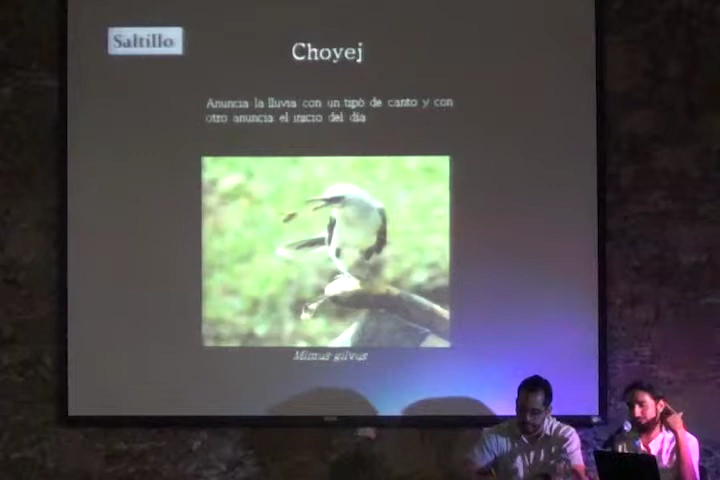 Saltillo
Choyej
Anuncia la lluvia con un tipo de canto y con
otro anuncia el inicio del día
Mimus gilvus